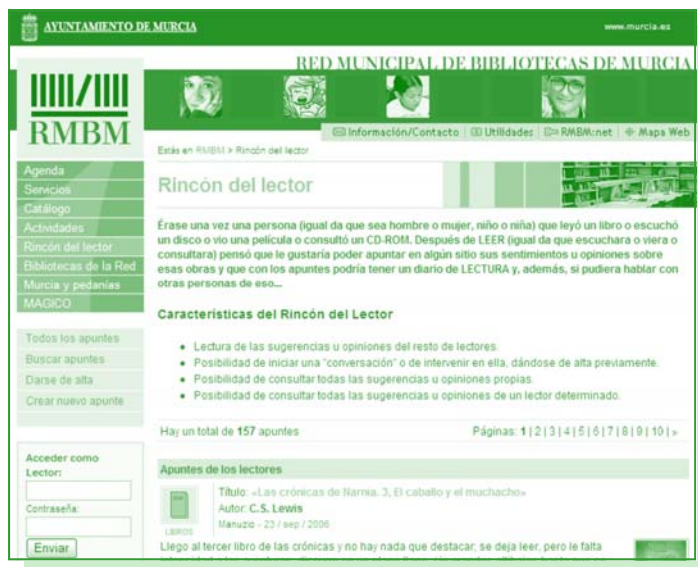 AYUNTAMIENTO DE MURCIA
www.murcia.es
RED MUNICIPAL DE BIBLIOTECAS DE MURCIA
RMBM
Información/Contacto
Utilidades
RMBM:net
Mapa Web
Estás en RMBM > Rincón del lector
Agenda
Servicios
Catálogo
Actividades
Rincón del lector
Bibliotecas de la Red
Murcia y pedanías
MAGICO
Todos los apuntes
Buscar apuntes
Darse de alta
Crear nuevo apunte
Acceder como
Lector:
Contraseña:
Enviar
Rincón del lector
Érase una vez una persona (igual da que sea hombre o mujer, niño o niña) que leyó un libro o escuchó
un disco o vio una película o consultó un CD-ROM. Después de LEER (igual da que escuchara o viera o
consultara) pensó que le gustaría poder apuntar en algún sitio sus sentimientos u opiniones sobre
esas obras y que con los apuntes podría tener un diario de LECTURA y, además, si pudiera hablar con
otras personas de eso...
Características del Rincón del Lector
• Lectura de las sugerencias u opiniones del resto de lectores.
• Posibilidad de iniciar una "conversación" o de intervenir en ella, dándose de alta previamente.
• Posibilidad de consultar todas las sugerencias u opiniones propias.
• Posibilidad de consultar todas las sugerencias u opiniones de un lector determinado.
Hay un total de 157 apuntes
Páginas: 1 | 2 | 3 | 4 | 5 | 6 | 7 | 8 | 9 | 10 | »
Apuntes de los lectores
LIBROS
Título: «Las crónicas de Narnia. 3, El caballo y el muchacho»
Autor: C.S. Lewis
Manuzio - 23 / sep / 2006
Llego al tercer libro de las crónicas y no hay nada que destacar, se deja leer, pero le falta